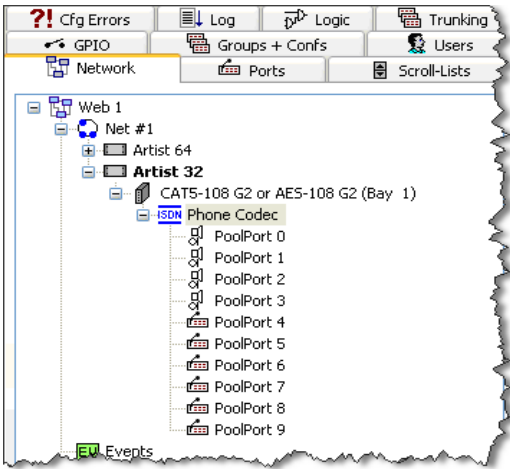 ?! Cfg Errors Log Logic Trunking
GPIO Groups + Confs Users
Network Ports Scroll-Lists
Web 1
Net #1
Artist 64
Artist 32
CAT5-108 G2 or AES-108 G2 (Bay 1)
ISDN Phone Codec
PoolPort 0
PoolPort 1
PoolPort 2
PoolPort 3
PoolPort 4
PoolPort 5
PoolPort 6
PoolPort 7
PoolPort 8
PoolPort 9
EV Events